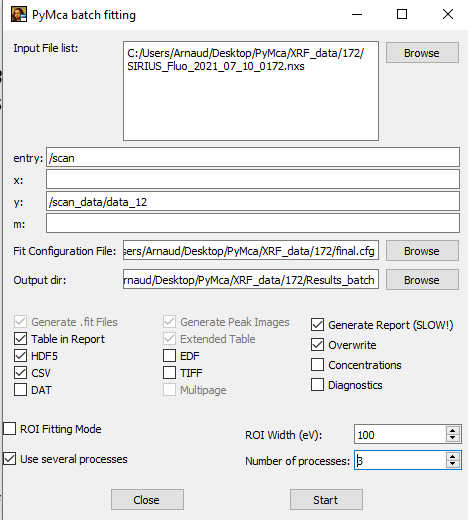 PyMca batch fitting
Input File list:
C:/Users/Arnaud/Desktop/PyMca/XRF_data/172/
SIRIUS_Fluo_2021_07_10_0172.nxs
Browse
entry: /scan
x:
y: /scan_data/data_12
m:
Fit Configuration File: sers/Arnaud/Desktop/PyMca/XRF_data/172/final.cfg Browse
Output dir: rnaud/Desktop/PyMca/XRF_data/172/Results_batch Browse
Generate .fit Files Generate Peak Images Generate Report (SLOW!)
Table in Report Extended Table Overwrite
HDF5 EDF Concentrations
CSV TIFF Diagnostics
DAT Multipage
ROI Fitting Mode ROI Width (eV): 100
Use several processes Number of processes: 3
Close Start